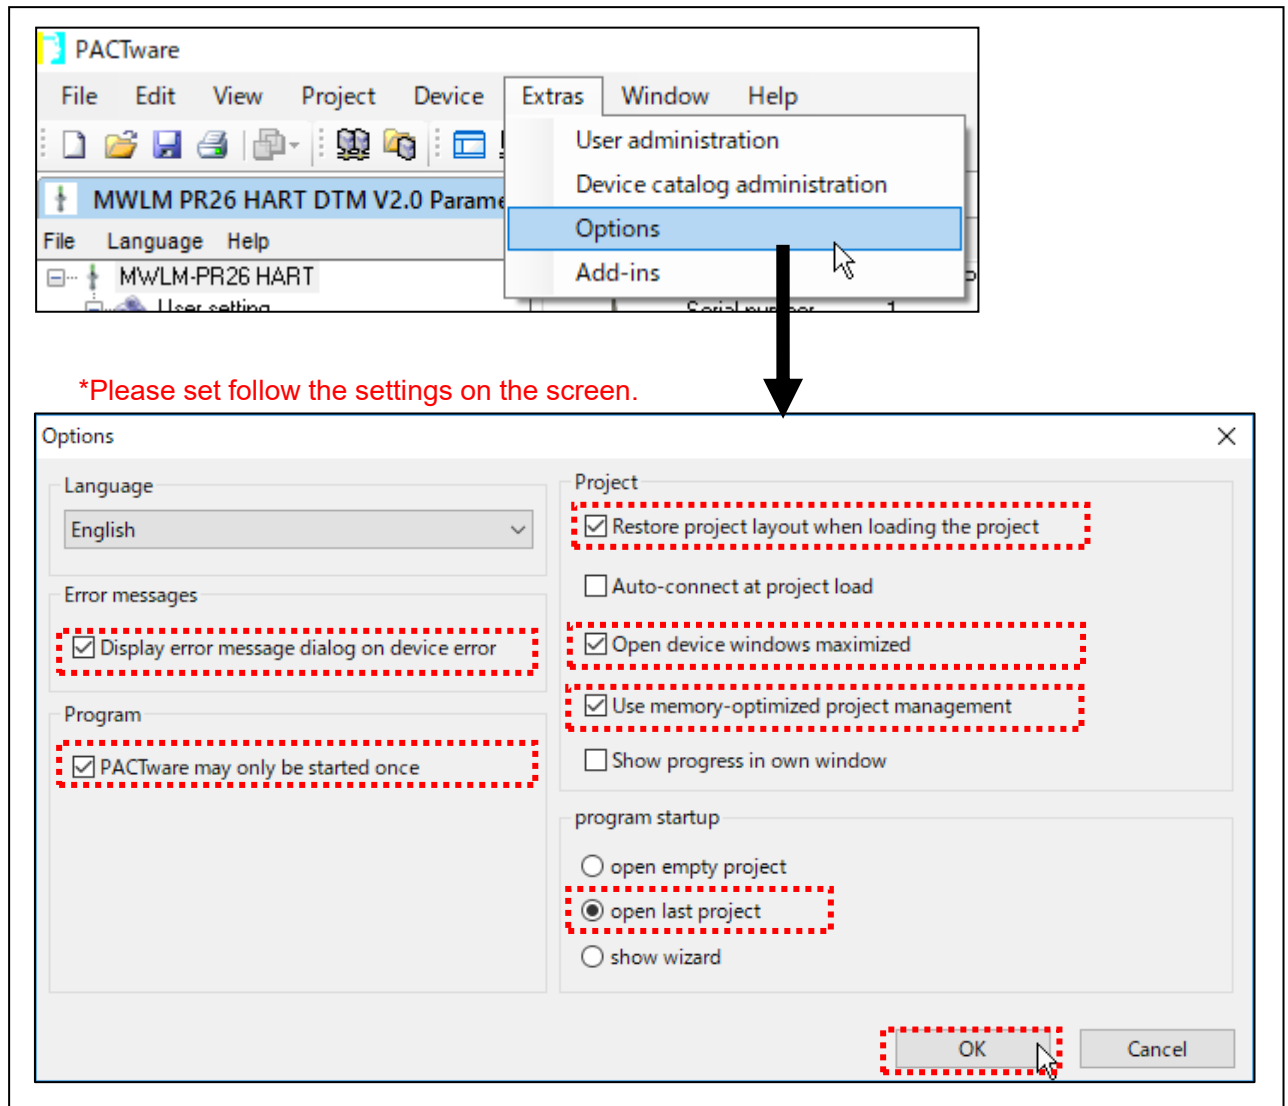 PACTware
File Edit View Project Device Extras Window Help
User administration
Device catalog administration
MWLM PR26 HART DTM V2.0 Parame
Options
File Language Help
Add-ins
MWLM-PR26 HART
User setting
Serial number 1
*Please set follow the settings on the screen.
Options
Language
English
Error messages
Display error message dialog on device error
Program
PACTware may only be started once
Project
Restore project layout when loading the project
Auto-connect at project load
Open device windows maximized
Use memory-optimized project management
Show progress in own window
program startup
open empty project
open last project
show wizard
OK Cancel